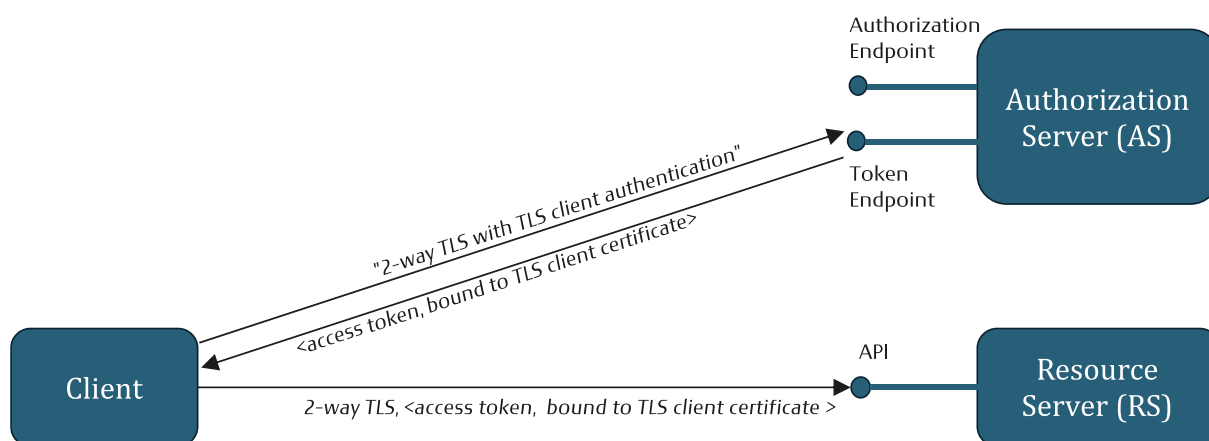 Authorization
Endpoint
Authorization
Server (AS)
Token
Endpoint
"2-way TLS with TLS client authentication"
<access token, bound to TLS client certificate>
Client
API
Resource
Server (RS)
2-way TLS, <access token,  bound to TLS client certificate >